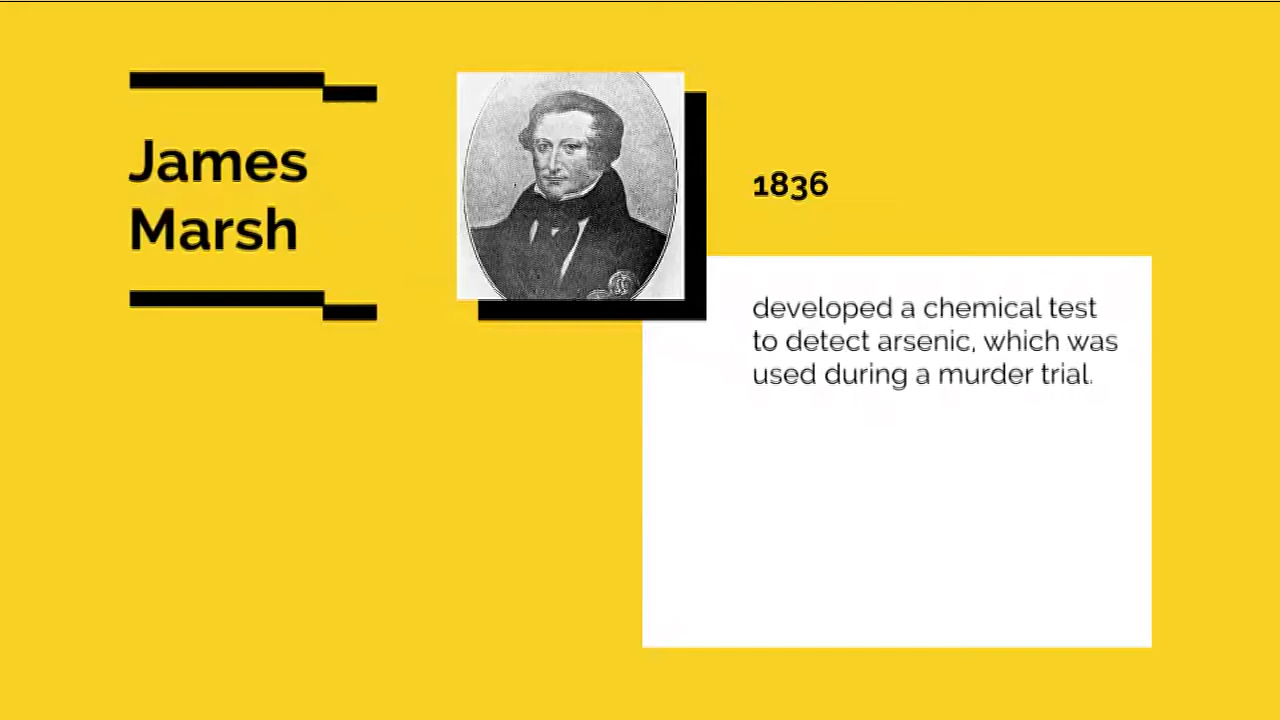 James
Marsh
1836
developed a chemical test
to detect arsenic, which was
used during a murder trial.